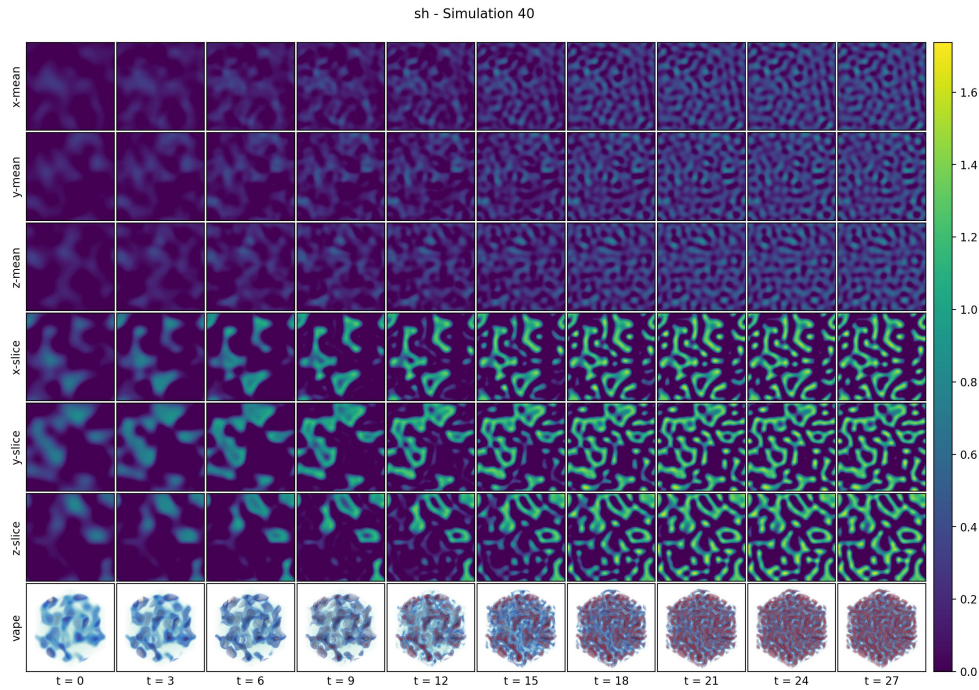 sh - Simulation 40
x-mean
y-mean
z-mean
x-slice
y-slice
z-slice
vape
t = 0
t = 3
t = 6
t = 9
t = 12
t = 15
t = 18
t = 21
t = 24
t = 27
1.6
1.4
1.2
1.0
0.8
0.6
0.4
0.2
0.0